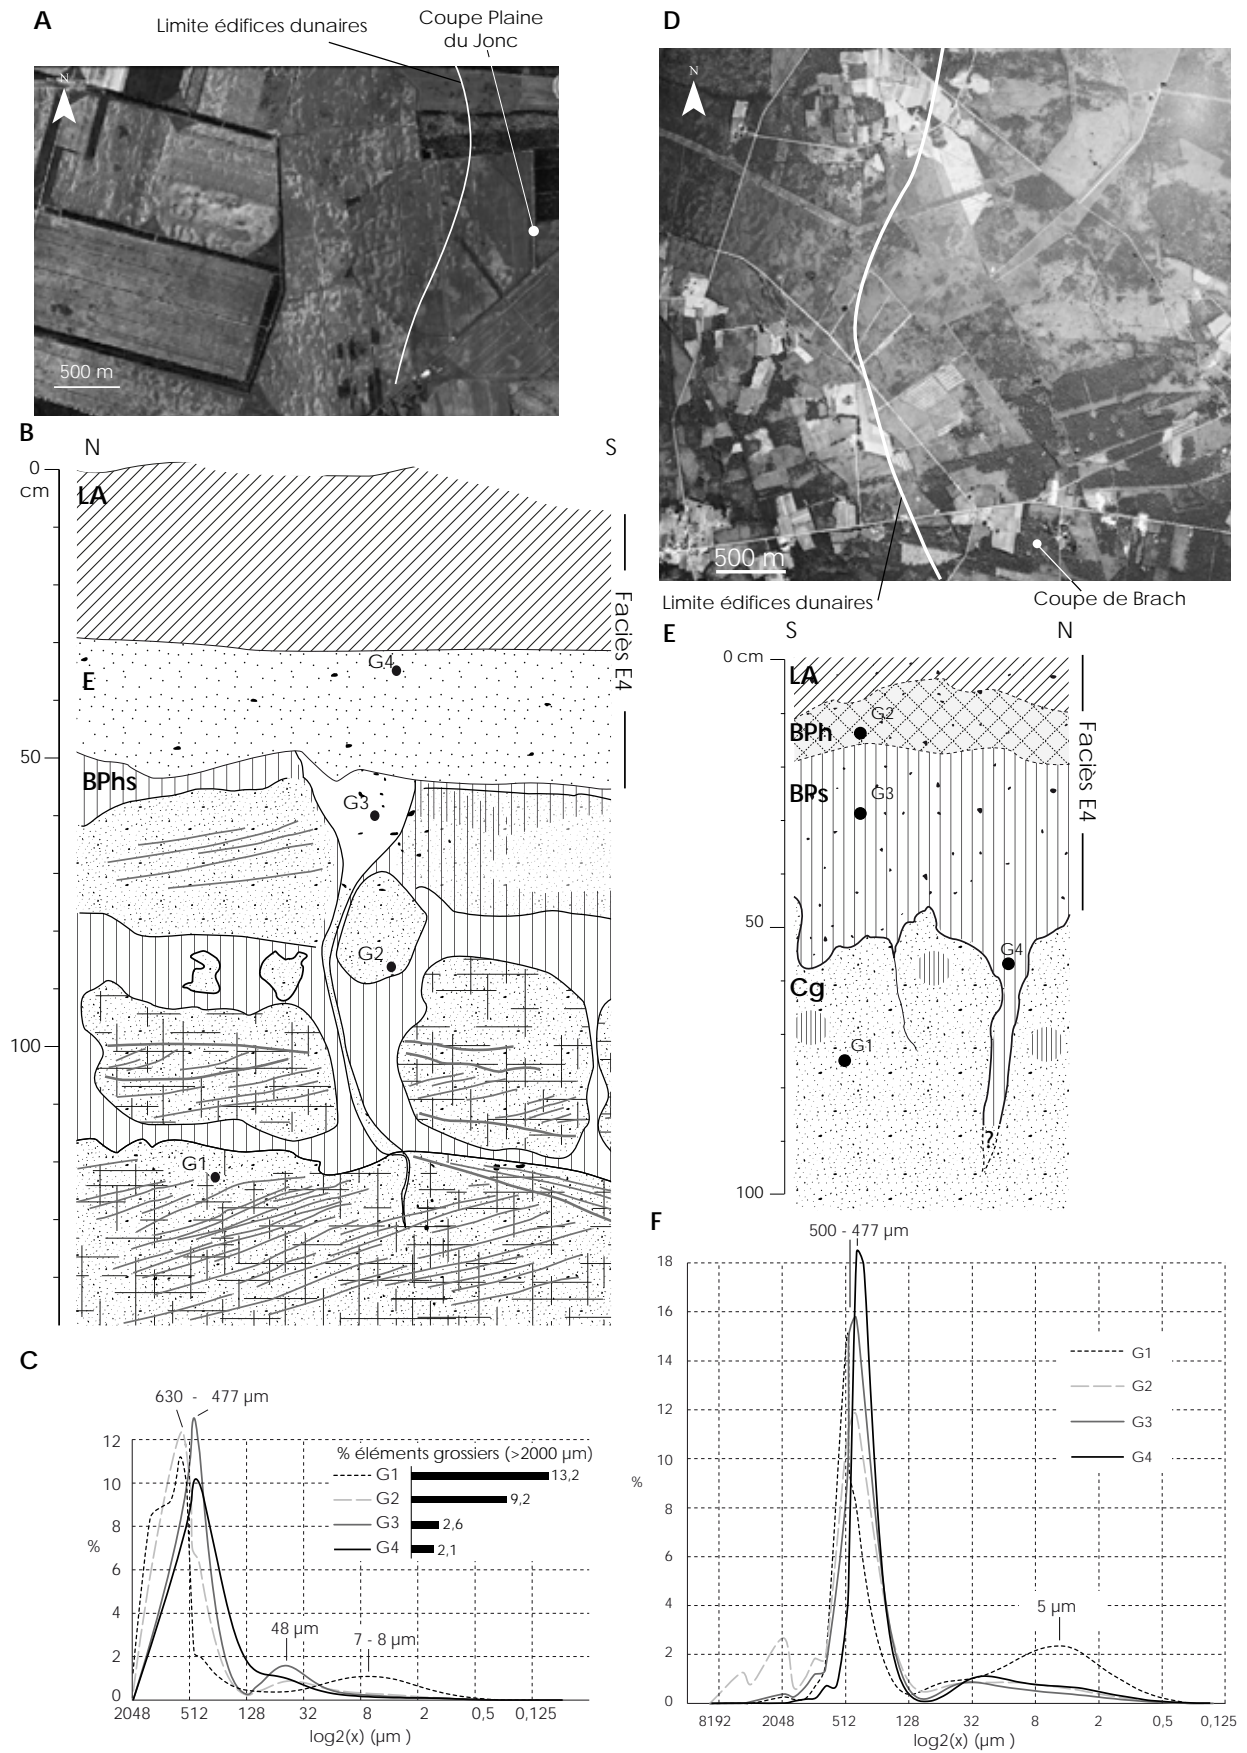 A
Limite édifices dunaires
Coupe Plaine
du Jonc
N
500 m
B
N
S
0
cm
LA
G4
E
Faciès E4
50
BPhs
G3
G2
100
G1
C
630 - 477 µm
% éléments grossiers (>2000 µm)
G1
13,2
G2
9,2
G3
2,6
G4
2,1
12
10
8
%
6
4
2
0
48 µm
7 - 8 µm
2048
512
128
32
8
2
0,5
0,125
log2(x) (µm)
D
N
500 m
Limite édifices dunaires
Coupe de Brach
E
S
N
0 cm
LA
G2
BPh
Faciès E4
BPs
G3
50
G4
Cg
G1
?
100
F
500 - 477 µm
18
16
14
12
10
%
8
6
4
2
0
G1
G2
G3
G4
5 µm
8192
2048
512
128
32
8
2
0,5
0,125
log2(x) (µm)